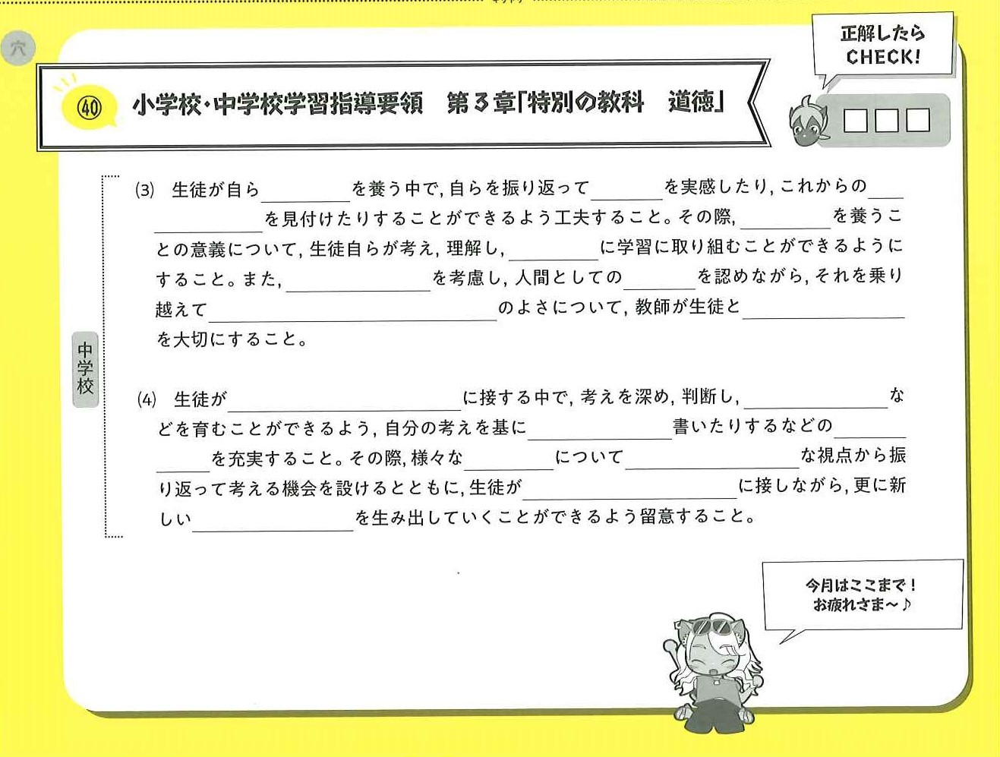 穴
正解したら
CHECK!
㊵ 小学校・中学校学習指導要領 第3章「特別の教科 道徳」
中学校
(3) 生徒が自ら＿＿＿＿＿を養う中で,自らを振り返って＿＿＿＿を実感したり,これからの＿＿
＿＿＿＿＿＿を見付けたりすることができるよう工夫すること。その際,＿＿＿＿＿を養うこ
との意義について,生徒自らが考え,理解し,＿＿＿＿＿に学習に取り組むことができるように
すること。また,＿＿＿＿＿＿＿＿を考慮し,人間としての＿＿＿＿を認めながら,それを乗り
越えて＿＿＿＿＿＿＿＿＿＿＿＿＿＿＿＿のよさについて,教師が生徒と＿＿＿＿＿＿＿＿＿
を大切にすること。
(4) 生徒が＿＿＿＿＿＿＿＿＿＿＿＿＿に接する中で,考えを深め,判断し,＿＿＿＿＿＿＿＿な
どを育むことができるよう,自分の考えを基に＿＿＿＿＿＿＿＿書いたりするなどの＿＿＿＿
＿＿＿を充実すること。その際,様々な＿＿＿＿＿について＿＿＿＿＿＿＿＿＿＿な視点から振
り返って考える機会を設けるとともに,生徒が＿＿＿＿＿＿＿＿＿＿＿＿に接しながら,更に新
しい＿＿＿＿＿＿＿＿＿を生み出していくことができるよう留意すること。
今月はここまで!
お疲れさま〜♪